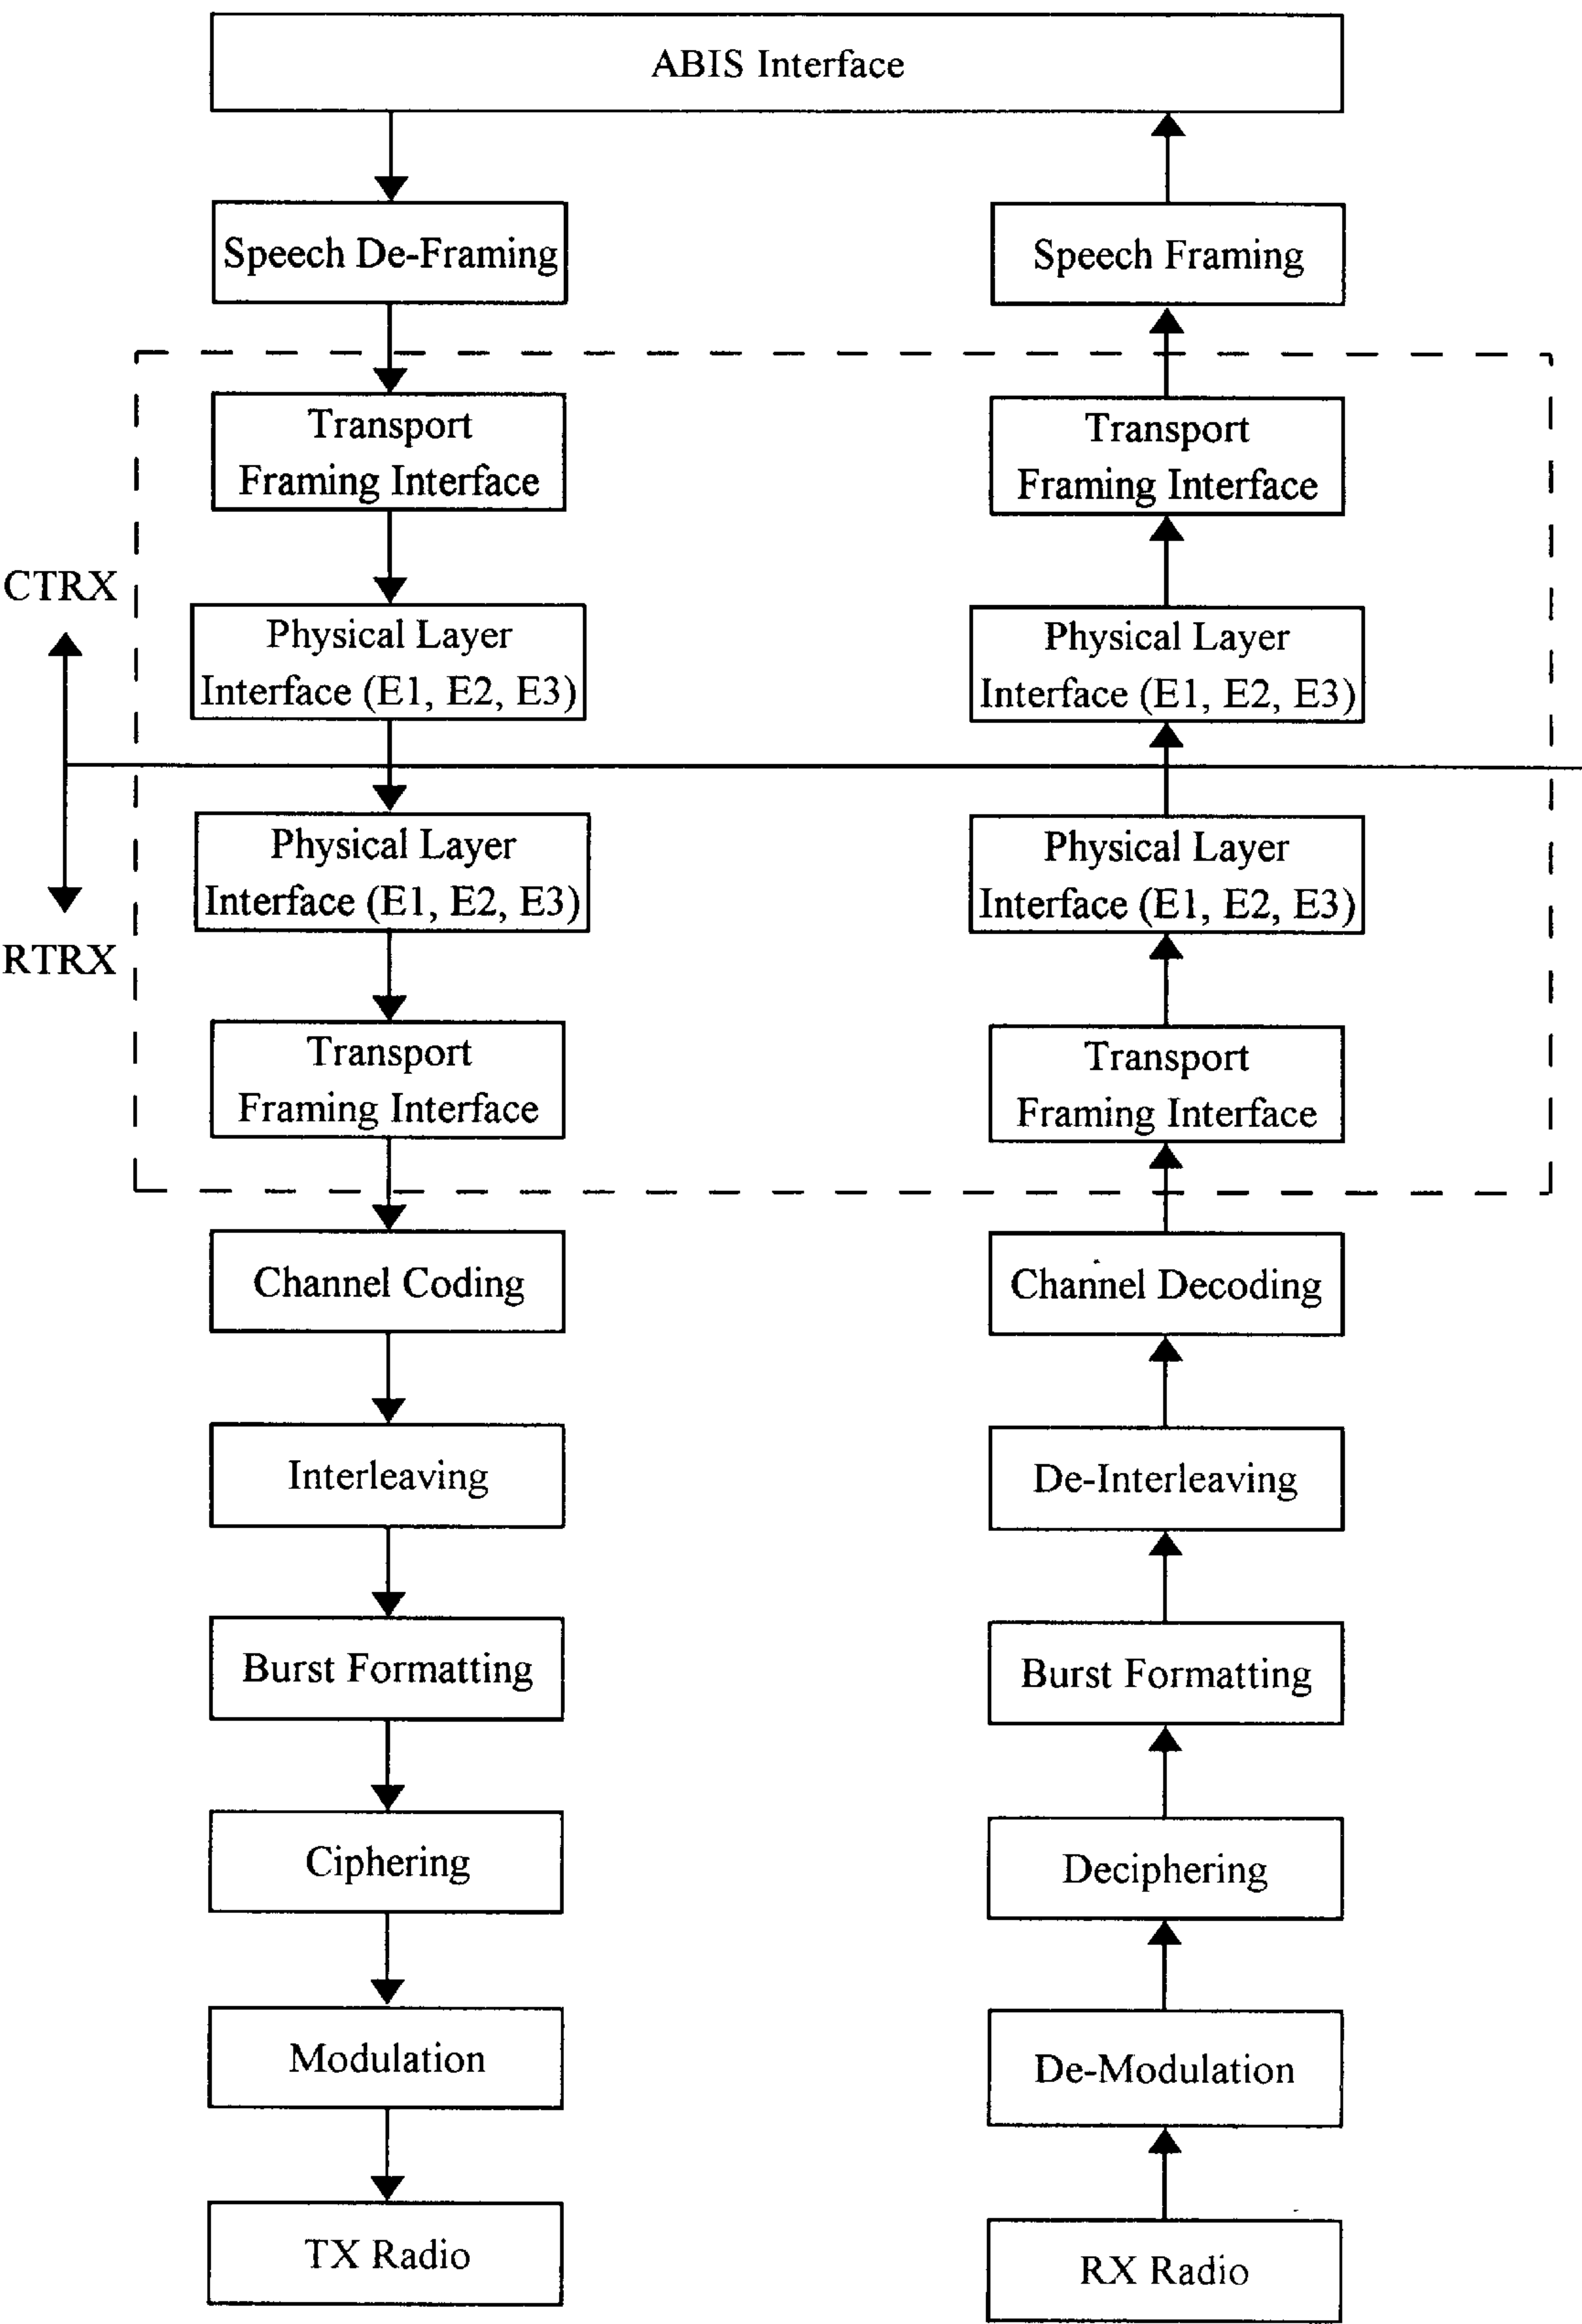 ABIS Interface
Speech De-Framing
Speech Framing
Transport
Framing Interface
Transport
Framing Interface
CTRX
Physical Layer
Interface (E1, E2, E3)
Physical Layer
Interface (E1, E2, E3)
Physical Layer
Interface (E1, E2, E3)
Physical Layer
Interface (E1, E2, E3)
RTRX
Transport
Framing Interface
Transport
Framing Interface
Channel Coding
Channel Decoding
Interleaving
De-Interleaving
Burst Formatting
Burst Formatting
Ciphering
Deciphering
Modulation
De-Modulation
TX Radio
RX Radio